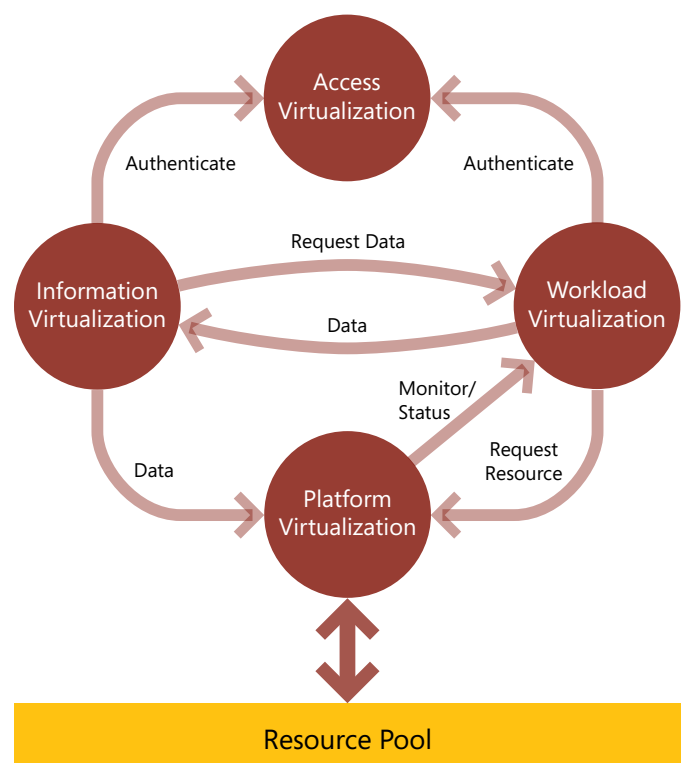 Access
Virtualization
Authenticate
Authenticate
Request Data
Information
Virtualization
Workload
Virtualization
Data
Monitor/
Status
Data
Request
Resource
Platform
Virtualization
Resource Pool